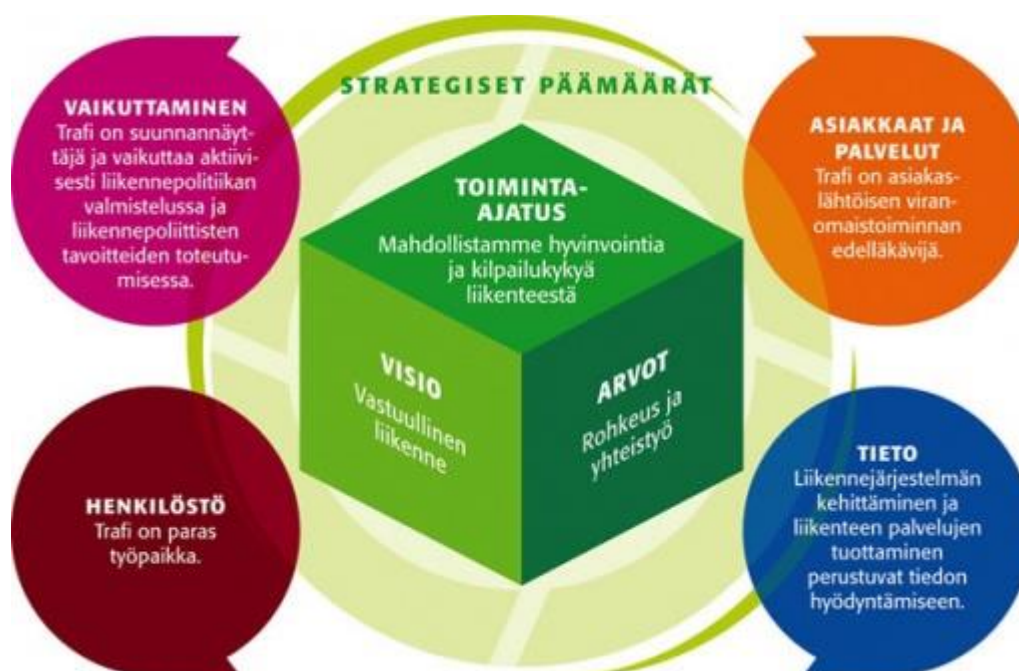 STRATEGISET PÄÄMÄÄRÄT
VAIKUTTAMINEN
Trafi on suunnannäyt-
täjä ja vaikuttaa aktiivi-
sesti liikennepolitiikan
valmistelussa ja
liikennepoliittisten
tavoitteiden toteutu-
misessa.
ASIAKKAAT JA
PALVELUT
Trafi on asiakas-
lähtöisen viran-
omaistoiminnan
edelläkävijä.
TOIMINTA-
AJATUS
Mahdollistamme hyvinvointia
ja kilpailukykyä
liikenteestä
VISIO
Vastuullinen
liikenne
ARVOT
Rohkeus ja
yhteistyö
HENKILÖSTÖ
Trafi on paras
työpaikka.
TIETO
Liikennejärjestelmän
kehittäminen ja
liikenteen palvelujen
tuottaminen
perustuvat tiedon
hyödyntämiseen.